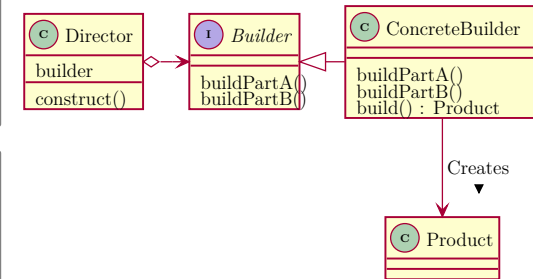 C Director
builder
construct()
I Builder
buildPartA()
buildPartB()
C ConcreteBuilder
buildPartA()
buildPartB()
build() : Product
Creates
C Product